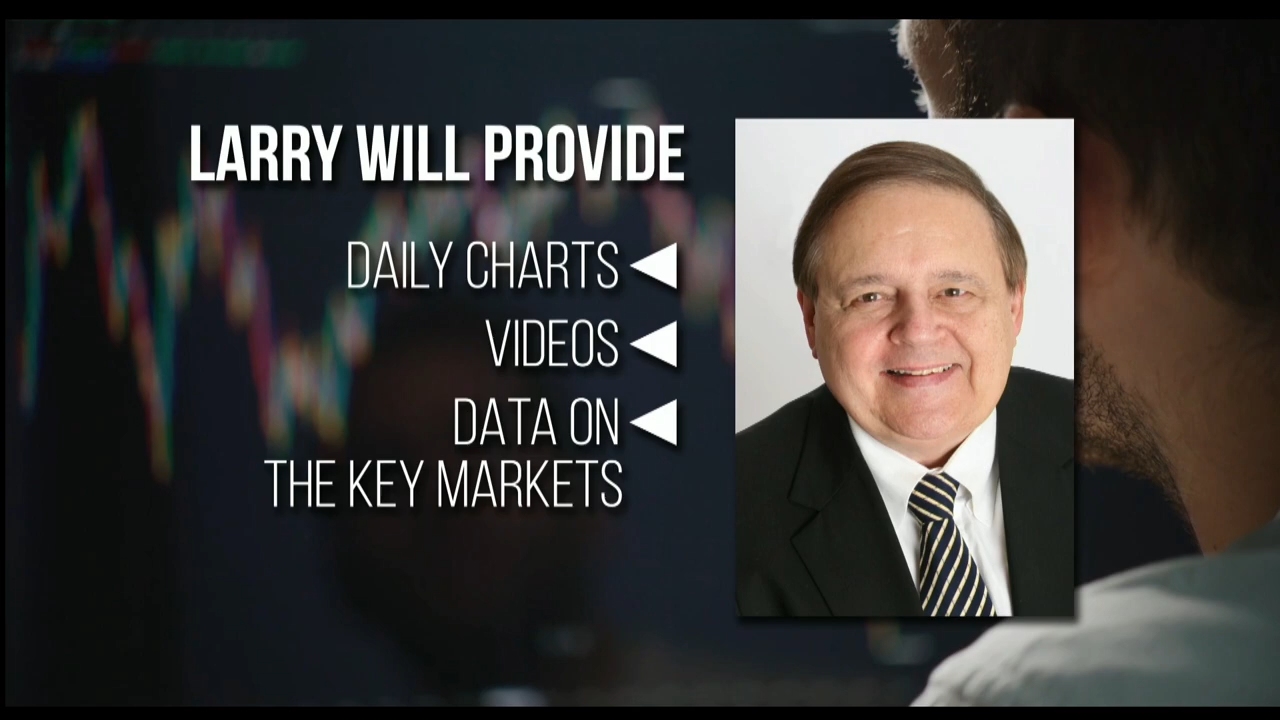 LARRY WILL PROVIDE
DAILY CHARTS
VIDEOS
DATA ON
THE KEY MARKETS